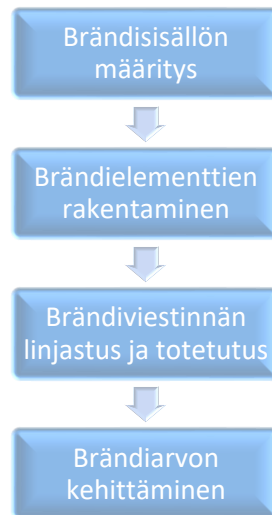 Brändisisällön
määritys
Brändielementtien
rakentaminen
Brändiviestinnän
linjastus ja totetutus
Brändiarvon
kehittäminen